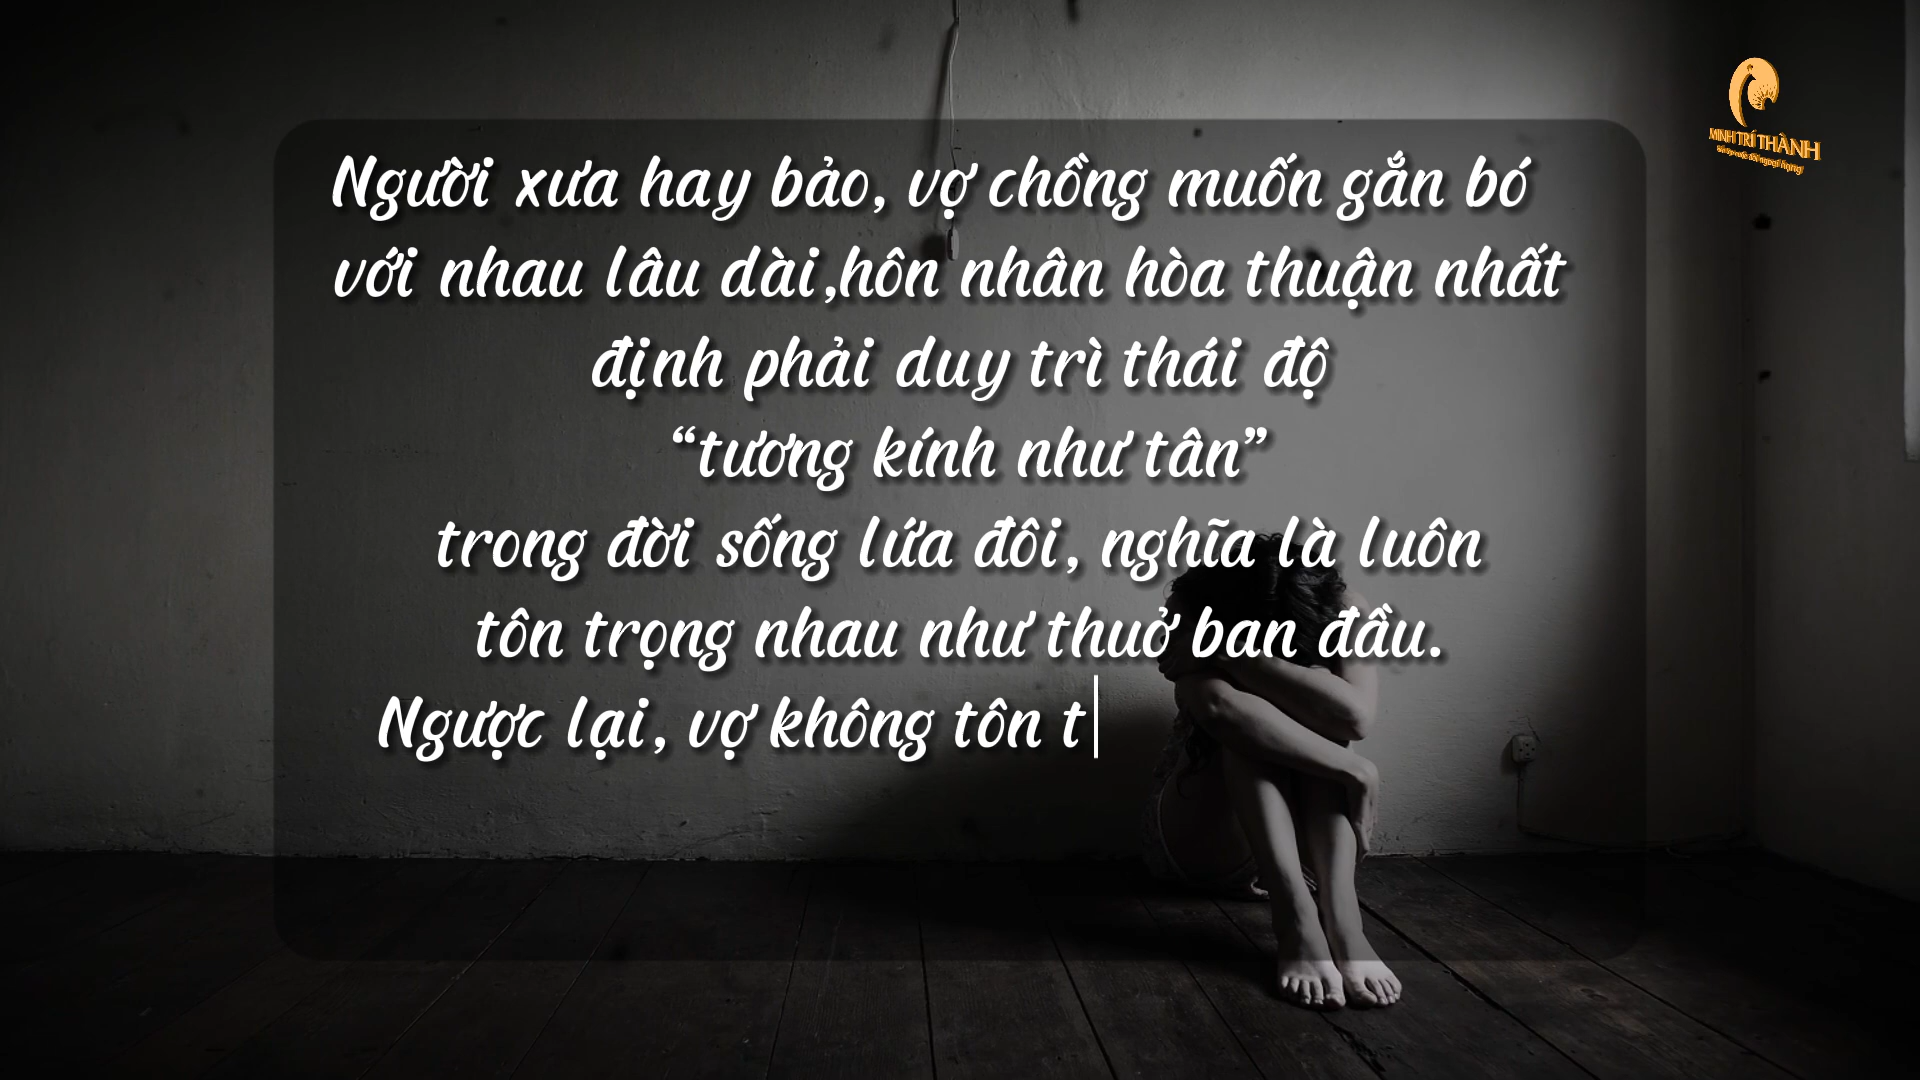 MINH TRÍ THÀNH
Người xưa hay bảo, vợ chồng muốn gắn bó
với nhau lâu dài,hôn nhân hòa thuận nhất
định phải duy trì thái độ
“tương kính như tân”
trong đời sống lứa đôi, nghĩa là luôn
tôn trọng nhau như thuở ban đầu.
Ngược lại, vợ không tôn t